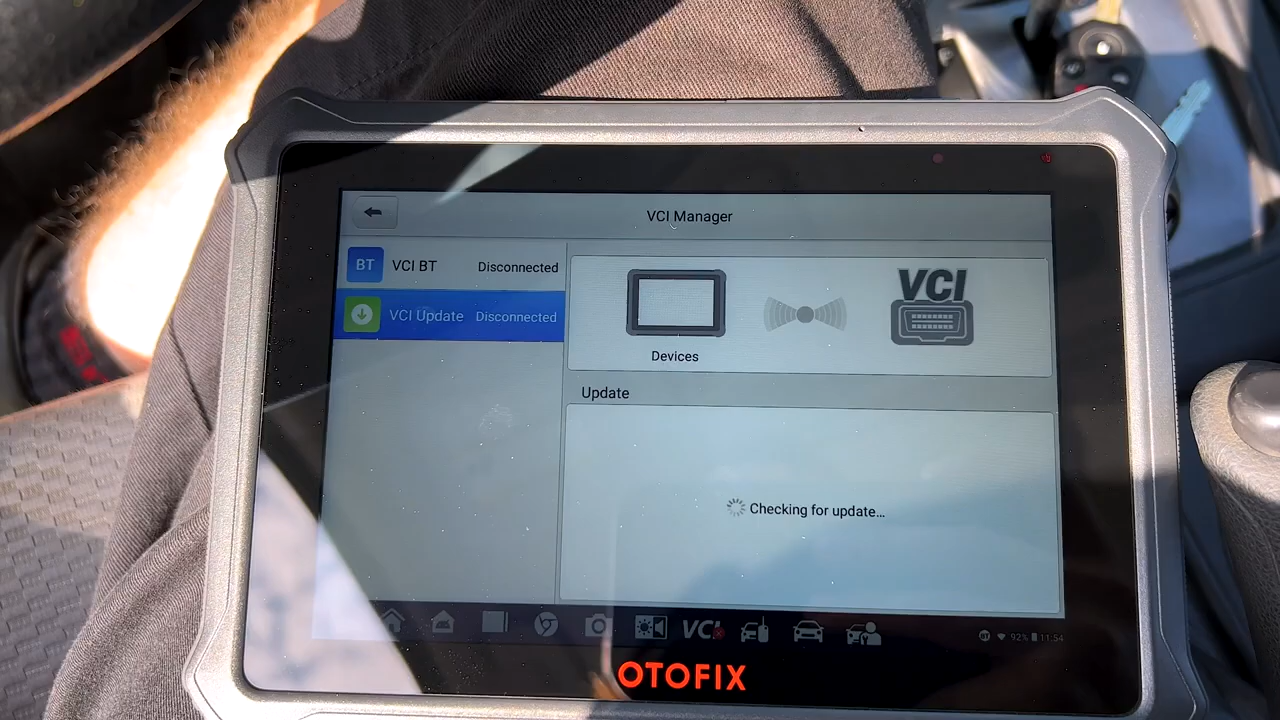 VCI Manager
BT VCI BT Disconnected
VCI Update Disconnected
VCI
Devices
Update
Checking for update...
VCI
92% 11:54
OTOFIX